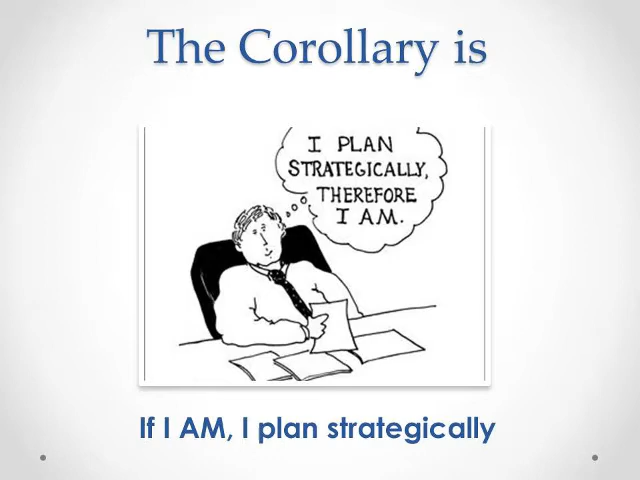 The Corollary is
I PLAN
STRATEGICALLY,
THEREFORE
I AM.
If I AM, I plan strategically